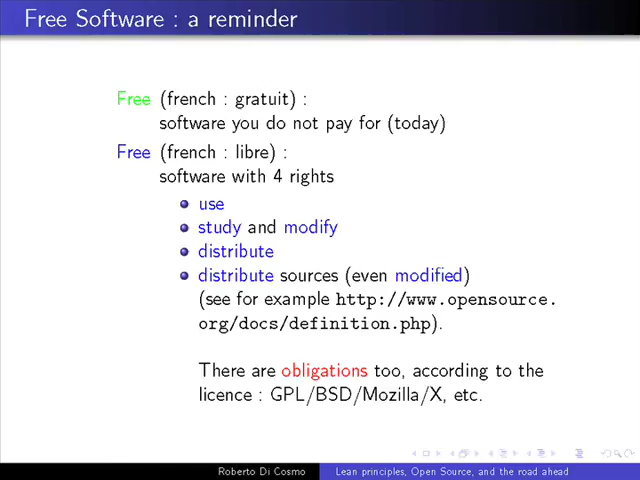 Free Software : a reminder
Free (french : gratuit) :
software you do not pay for (today)
Free (french : libre) :
software with 4 rights
use
study and modify
distribute
distribute sources (even modified)
(see for example http://www.opensource.
org/docs/definition.php).
There are obligations too, according to the
licence : GPL/BSD/Mozilla/X, etc.
Roberto Di Cosmo Lean principles, Open Source, and the road ahead